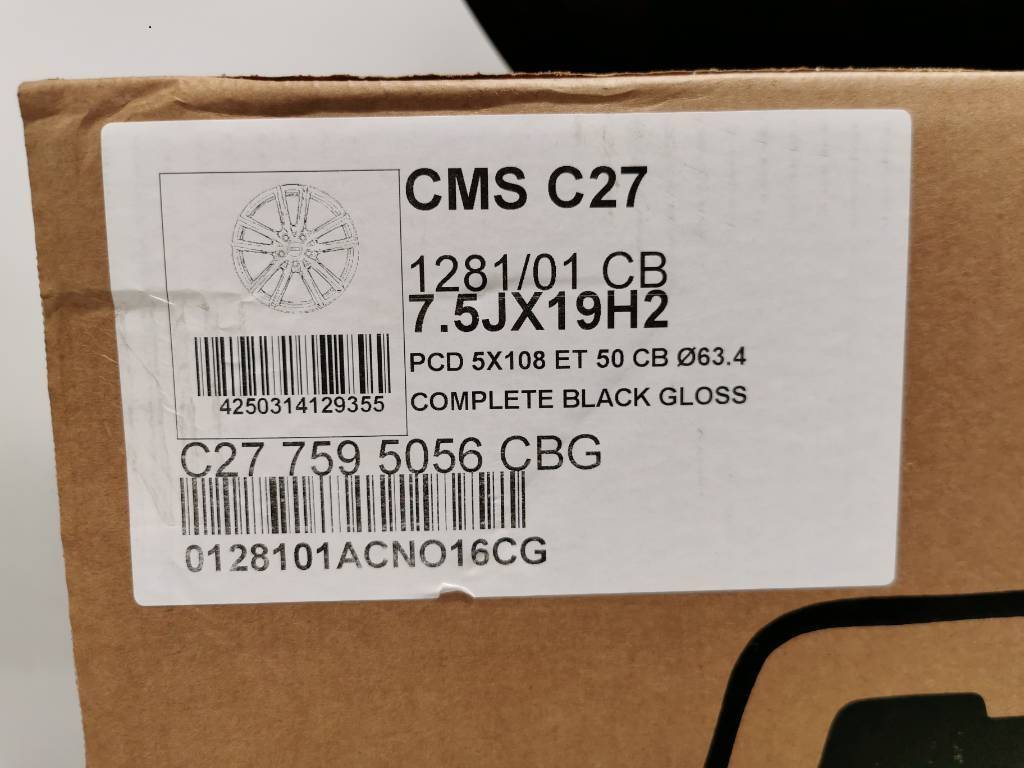 CMS C27
1281/01 CB
7.5JX19H2
PCD 5X108 ET 50 CB Ø63.4
COMPLETE BLACK GLOSS
4250314129355
C27 759 5056 CBG
0128101ACNO16CG